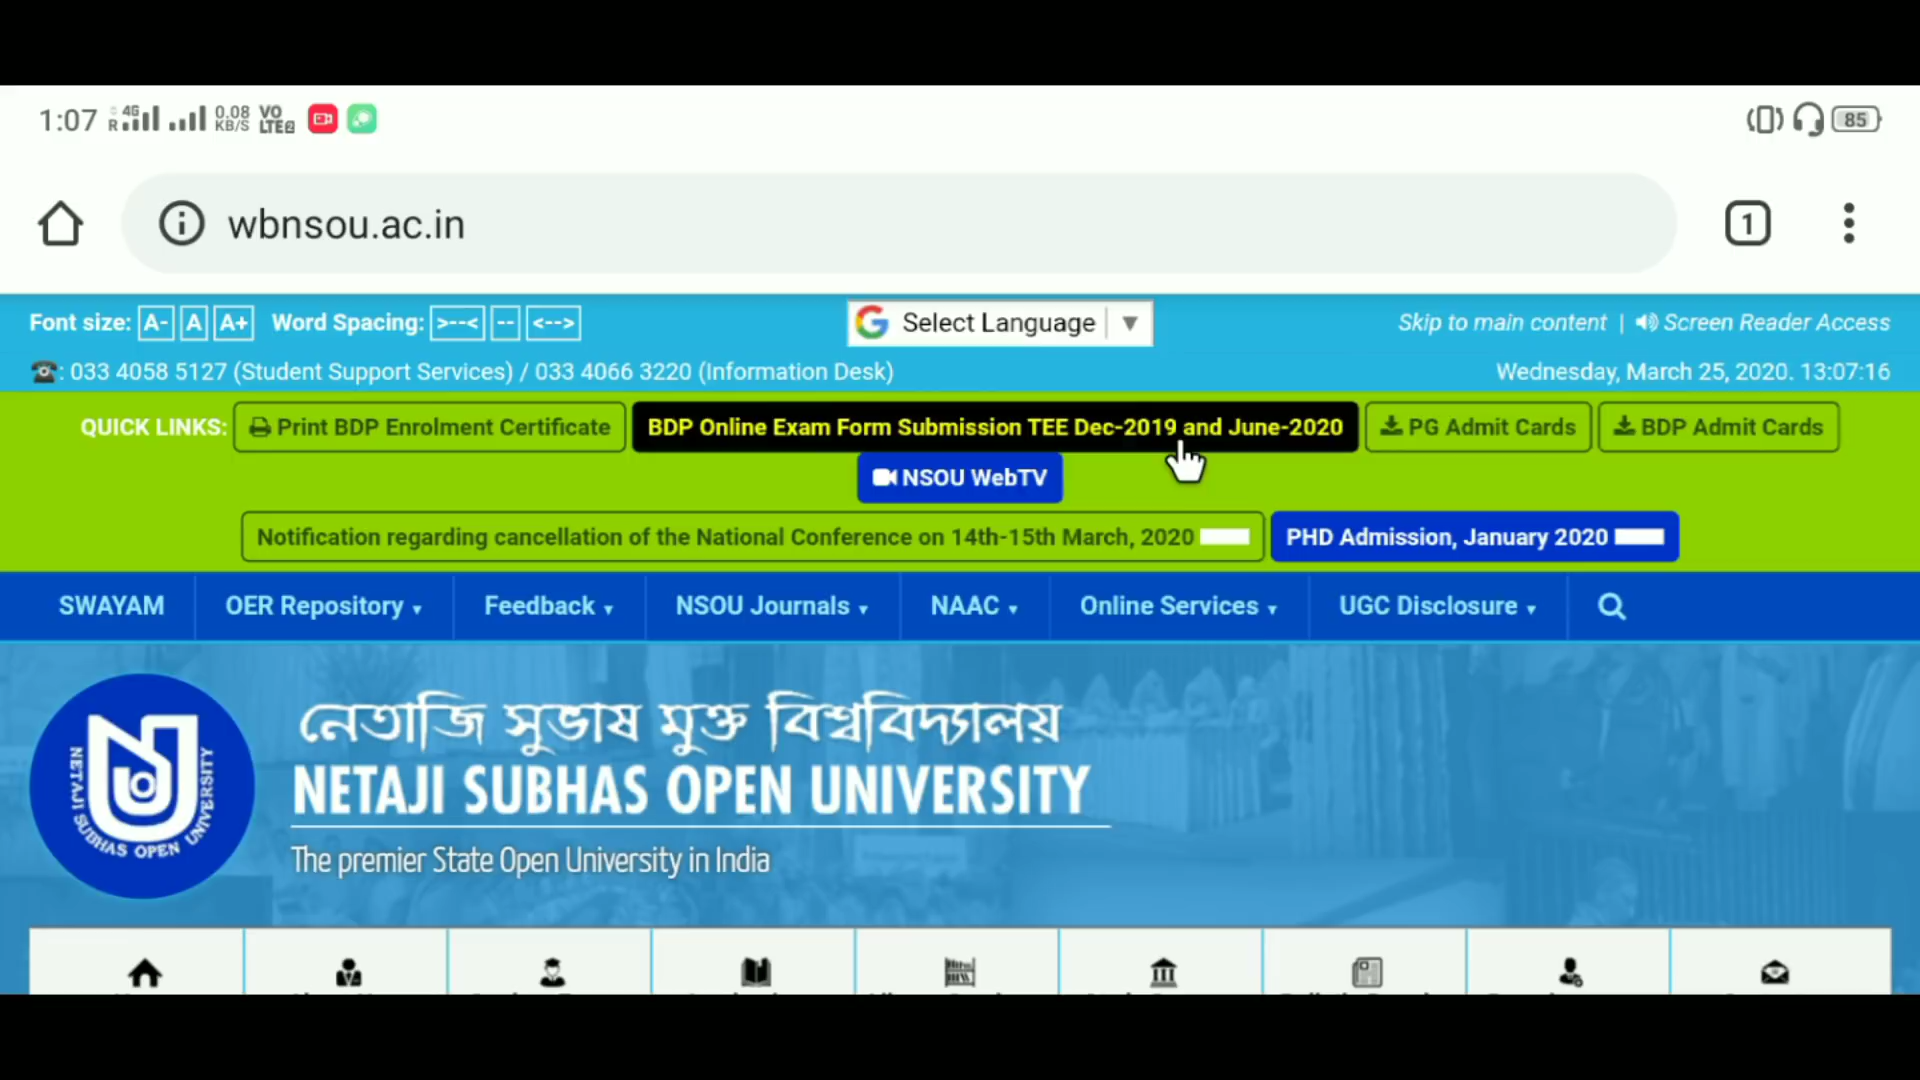 1:07 R 4G 0.08 KB/S VO LTE2 85
wbnsou.ac.in 1
Font size: A- A A+ Word Spacing: >--< -- <--> Select Language ▼ Skip to main content | Screen Reader Access
: 033 4058 5127 (Student Support Services) / 033 4066 3220 (Information Desk) Wednesday, March 25, 2020. 13:07:16
QUICK LINKS: Print BDP Enrolment Certificate BDP Online Exam Form Submission TEE Dec-2019 and June-2020 PG Admit Cards BDP Admit Cards
NSOU WebTV
Notification regarding cancellation of the National Conference on 14th-15th March, 2020 PHD Admission, January 2020
SWAYAM OER Repository ▾ Feedback ▾ NSOU Journals ▾ NAAC ▾ Online Services ▾ UGC Disclosure ▾
নেতাজি সুভাষ মুক্ত বিশ্ববিদ্যালয়
NETAJI SUBHAS OPEN UNIVERSITY
The premier State Open University in India
NETAJI SUBHAS OPEN UNIVERSITY